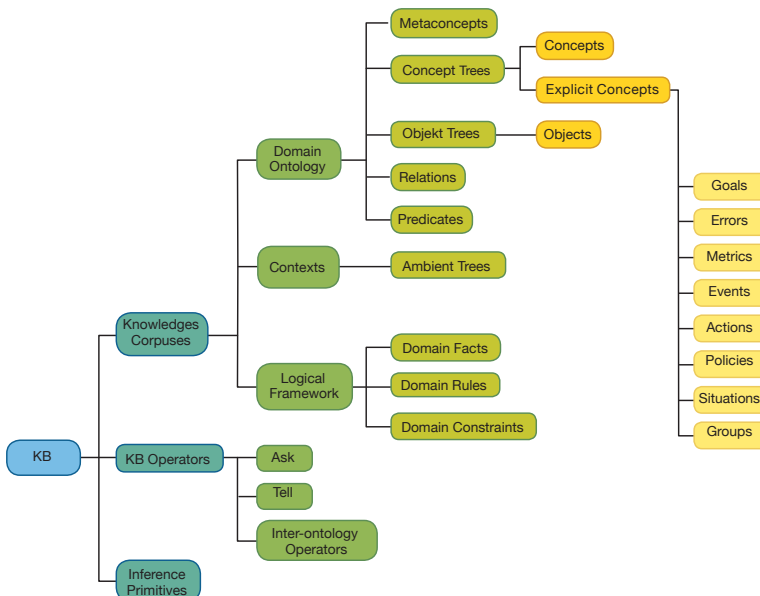 Metaconcepts
Concepts
Concept Trees
Explicit Concepts
Objekt Trees
Objects
Domain
Ontology
Relations
Goals
Predicates
Errors
Metrics
Contexts
Ambient Trees
Events
Knowledges
Corpuses
Actions
Domain Facts
Policies
Logical
Framework
Domain Rules
Situations
Domain Constraints
Groups
KB
KB Operators
Ask
Tell
Inter-ontology
Operators
Inference
Primitives